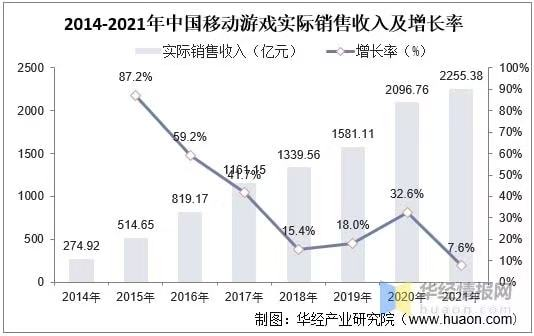 2014-2021年中国移动游戏实际销售收入及增长率
实际销售收入（亿元） 增长率（%）
2500 100%
90%
2000 80%
70%
1500 60%
50%
1000 40%
30%
500 20%
10%
0 0%
274.92 514.65 819.17 1161.15 1339.56 1581.11 2096.76 2255.38
87.2% 59.2% 41.7% 15.4% 18.0% 32.6% 7.6%
2014年 2015年 2016年 2017年 2018年 2019年 2020年 2021年
华经情报网
www.huaon.com
制图：华经产业研究院（www.huaon.com）